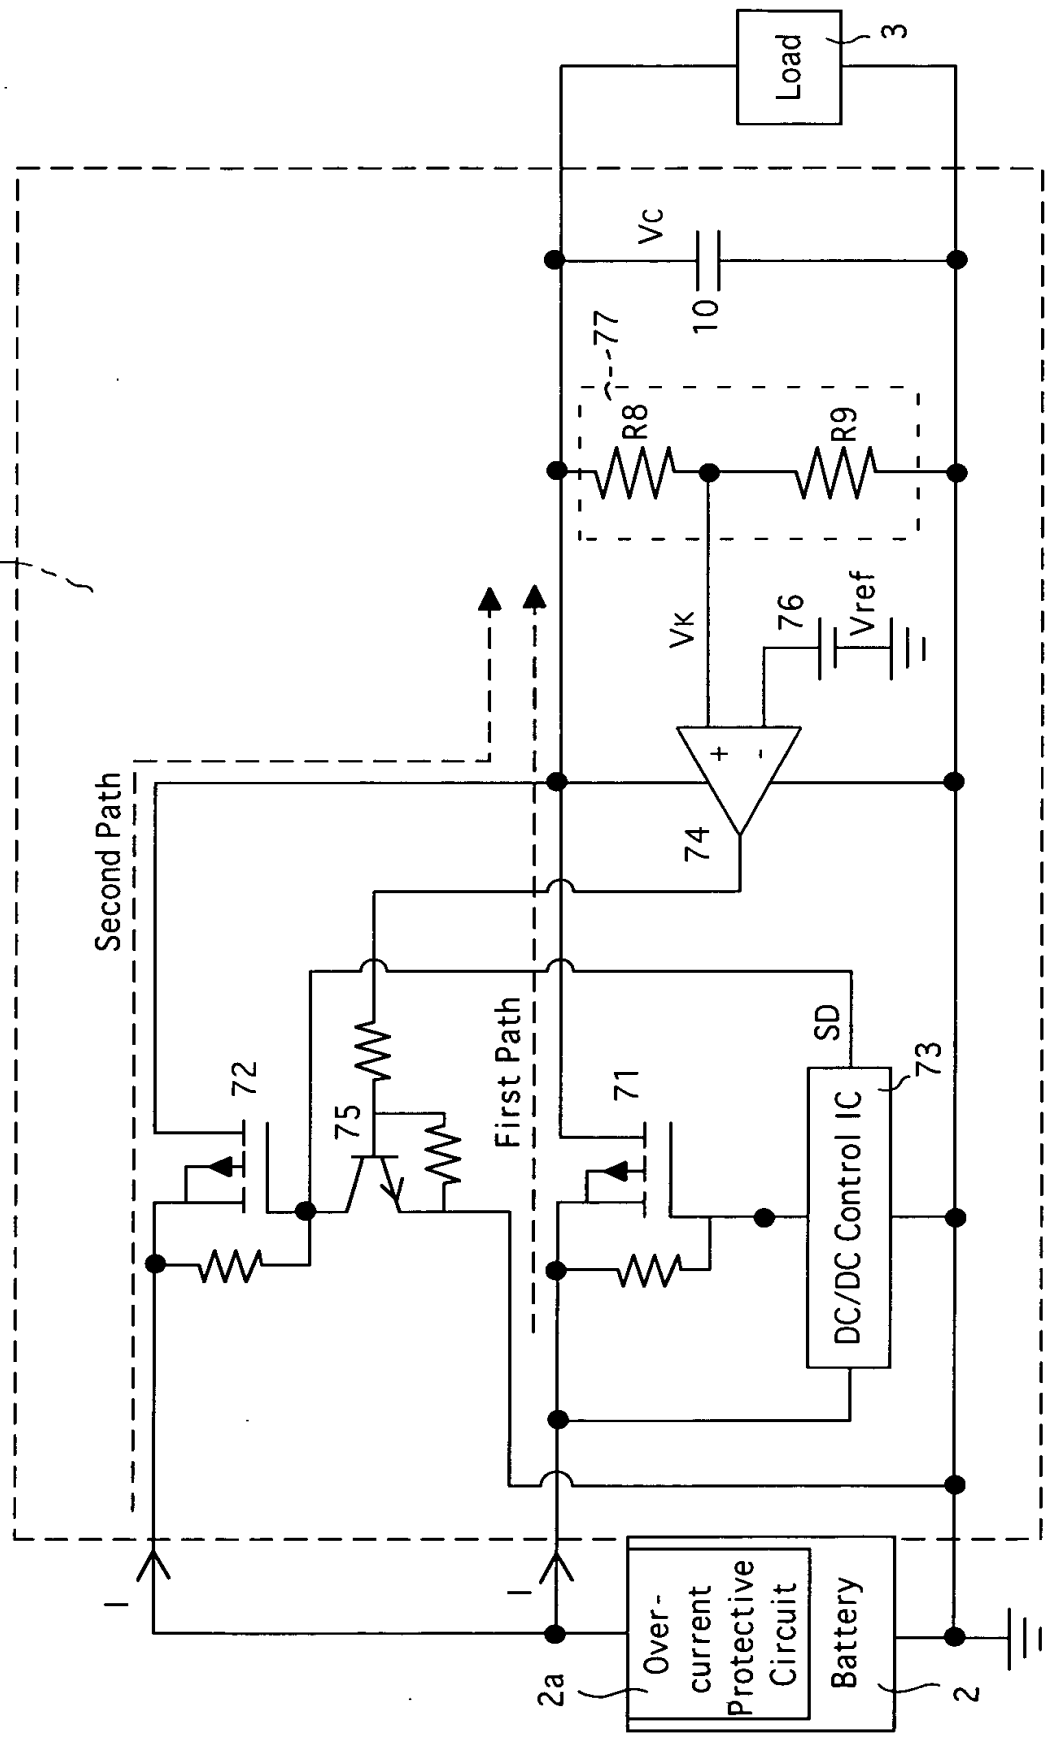 Second Path
72
75
First Path
71
SD
73
DC/DC Control IC
74
+
-
VK
76
Vref
77
R8
R9
VC
10
Load
3
I
I
2a
Over-
current
Protective
Circuit
Battery
2